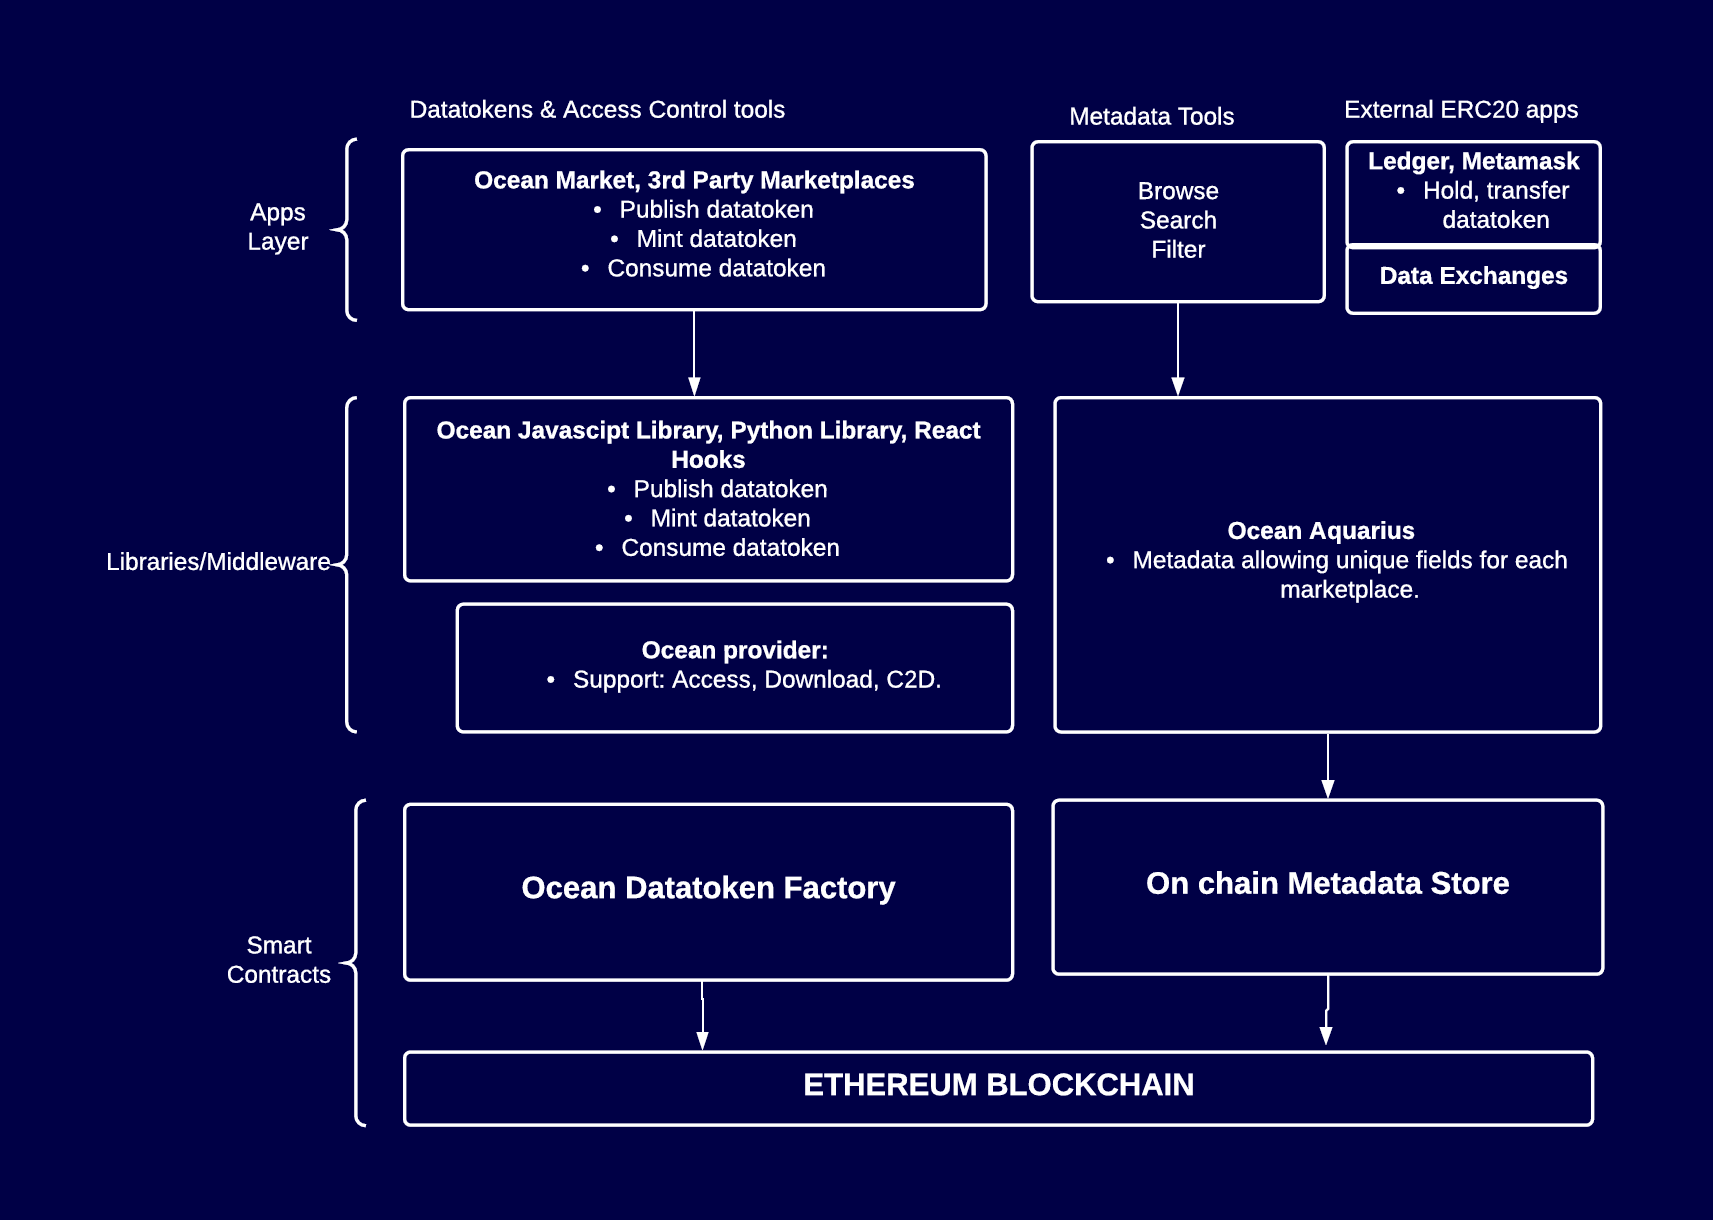 Datatokens & Access Control tools
Metadata Tools
External ERC20 apps
Apps
Layer
Ocean Market, 3rd Party Marketplaces
• Publish datatoken
• Mint datatoken
• Consume datatoken
Browse
Search
Filter
Ledger, Metamask
• Hold, transfer
datatoken
Data Exchanges
Libraries/Middleware
Ocean Javascipt Library, Python Library, React
Hooks
• Publish datatoken
• Mint datatoken
• Consume datatoken
Ocean provider:
• Support: Access, Download, C2D.
Ocean Aquarius
• Metadata allowing unique fields for each
marketplace.
Smart
Contracts
Ocean Datatoken Factory
On chain Metadata Store
ETHEREUM BLOCKCHAIN